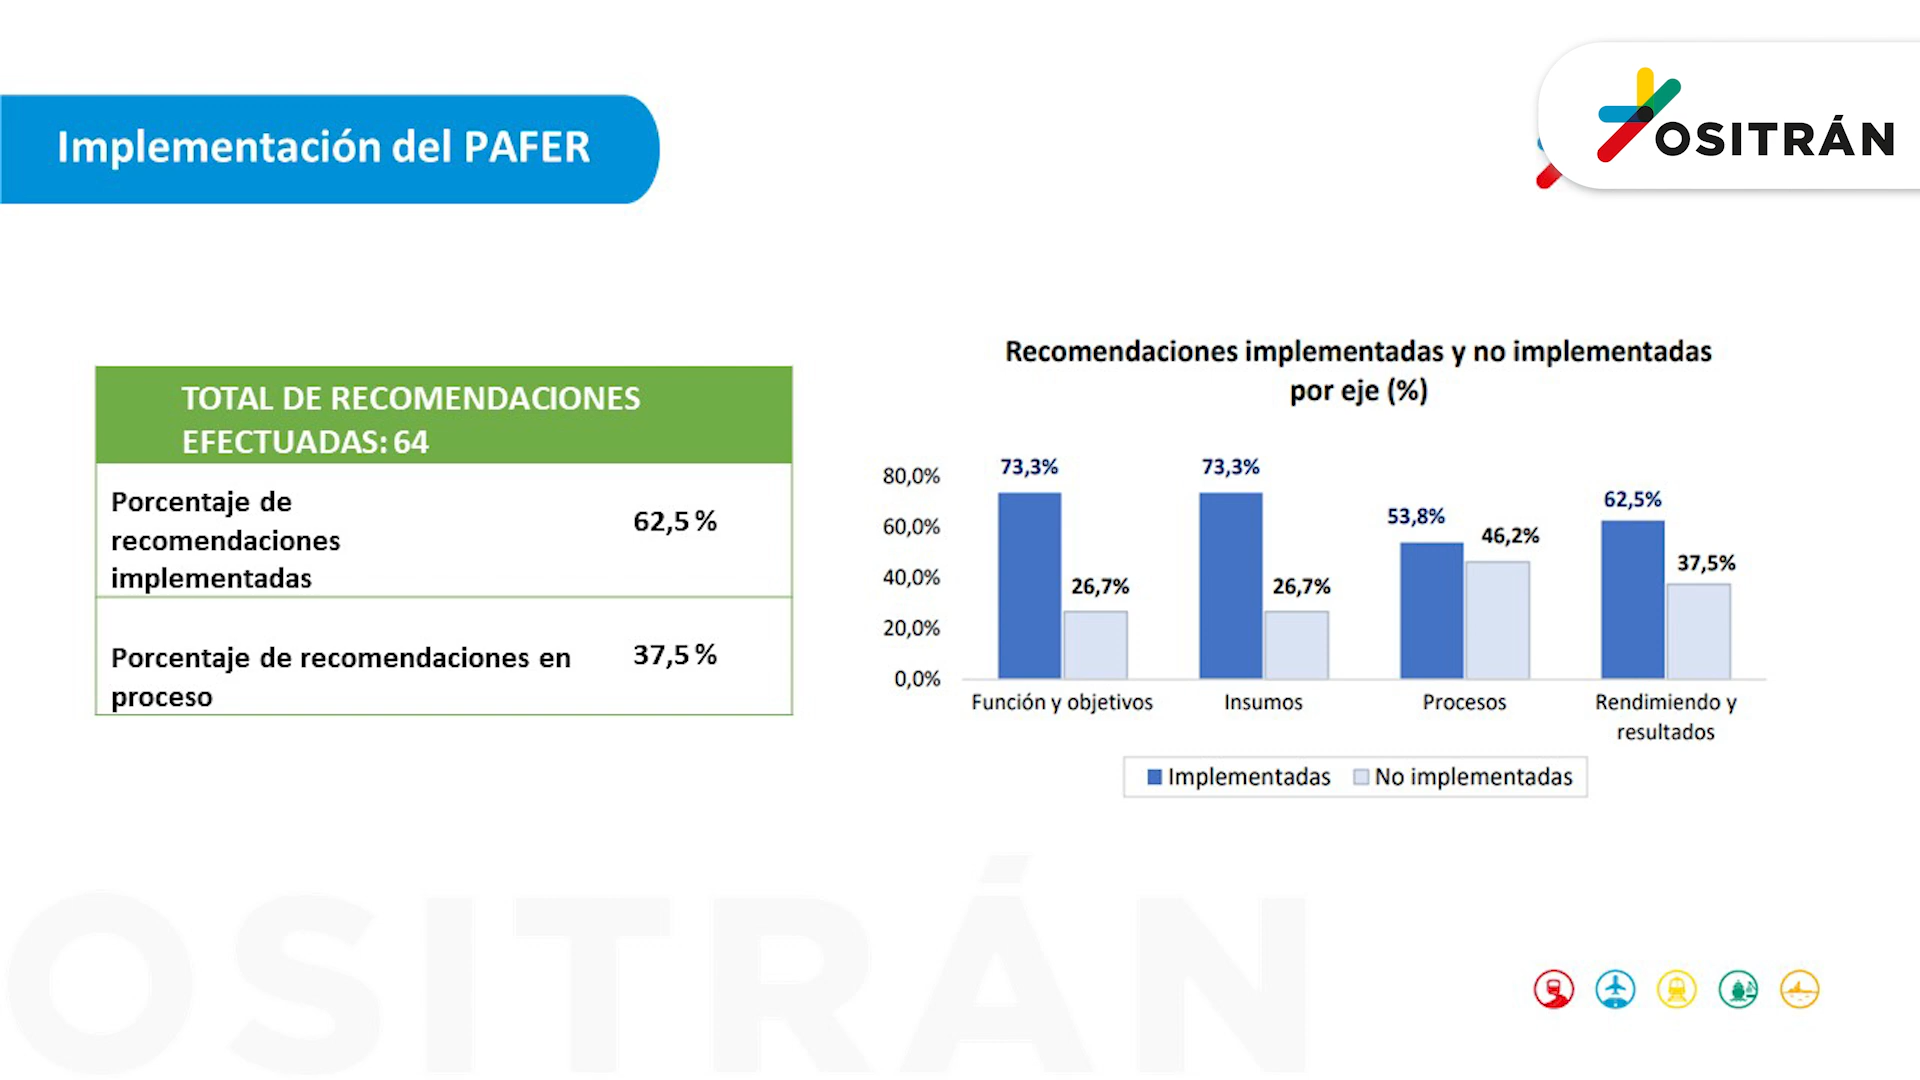 Implementación del PAFER
OSITRÁN
TOTAL DE RECOMENDACIONES
EFECTUADAS: 64
Porcentaje de
recomendaciones
implementadas
62,5 %
Porcentaje de recomendaciones en
proceso
37,5 %
Recomendaciones implementadas y no implementadas
por eje (%)
80,0%
60,0%
40,0%
20,0%
0,0%
73,3%
26,7%
73,3%
26,7%
53,8%
46,2%
62,5%
37,5%
Función y objetivos
Insumos
Procesos
Rendimiendo y
resultados
Implementadas
No implementadas
OSITRÁN